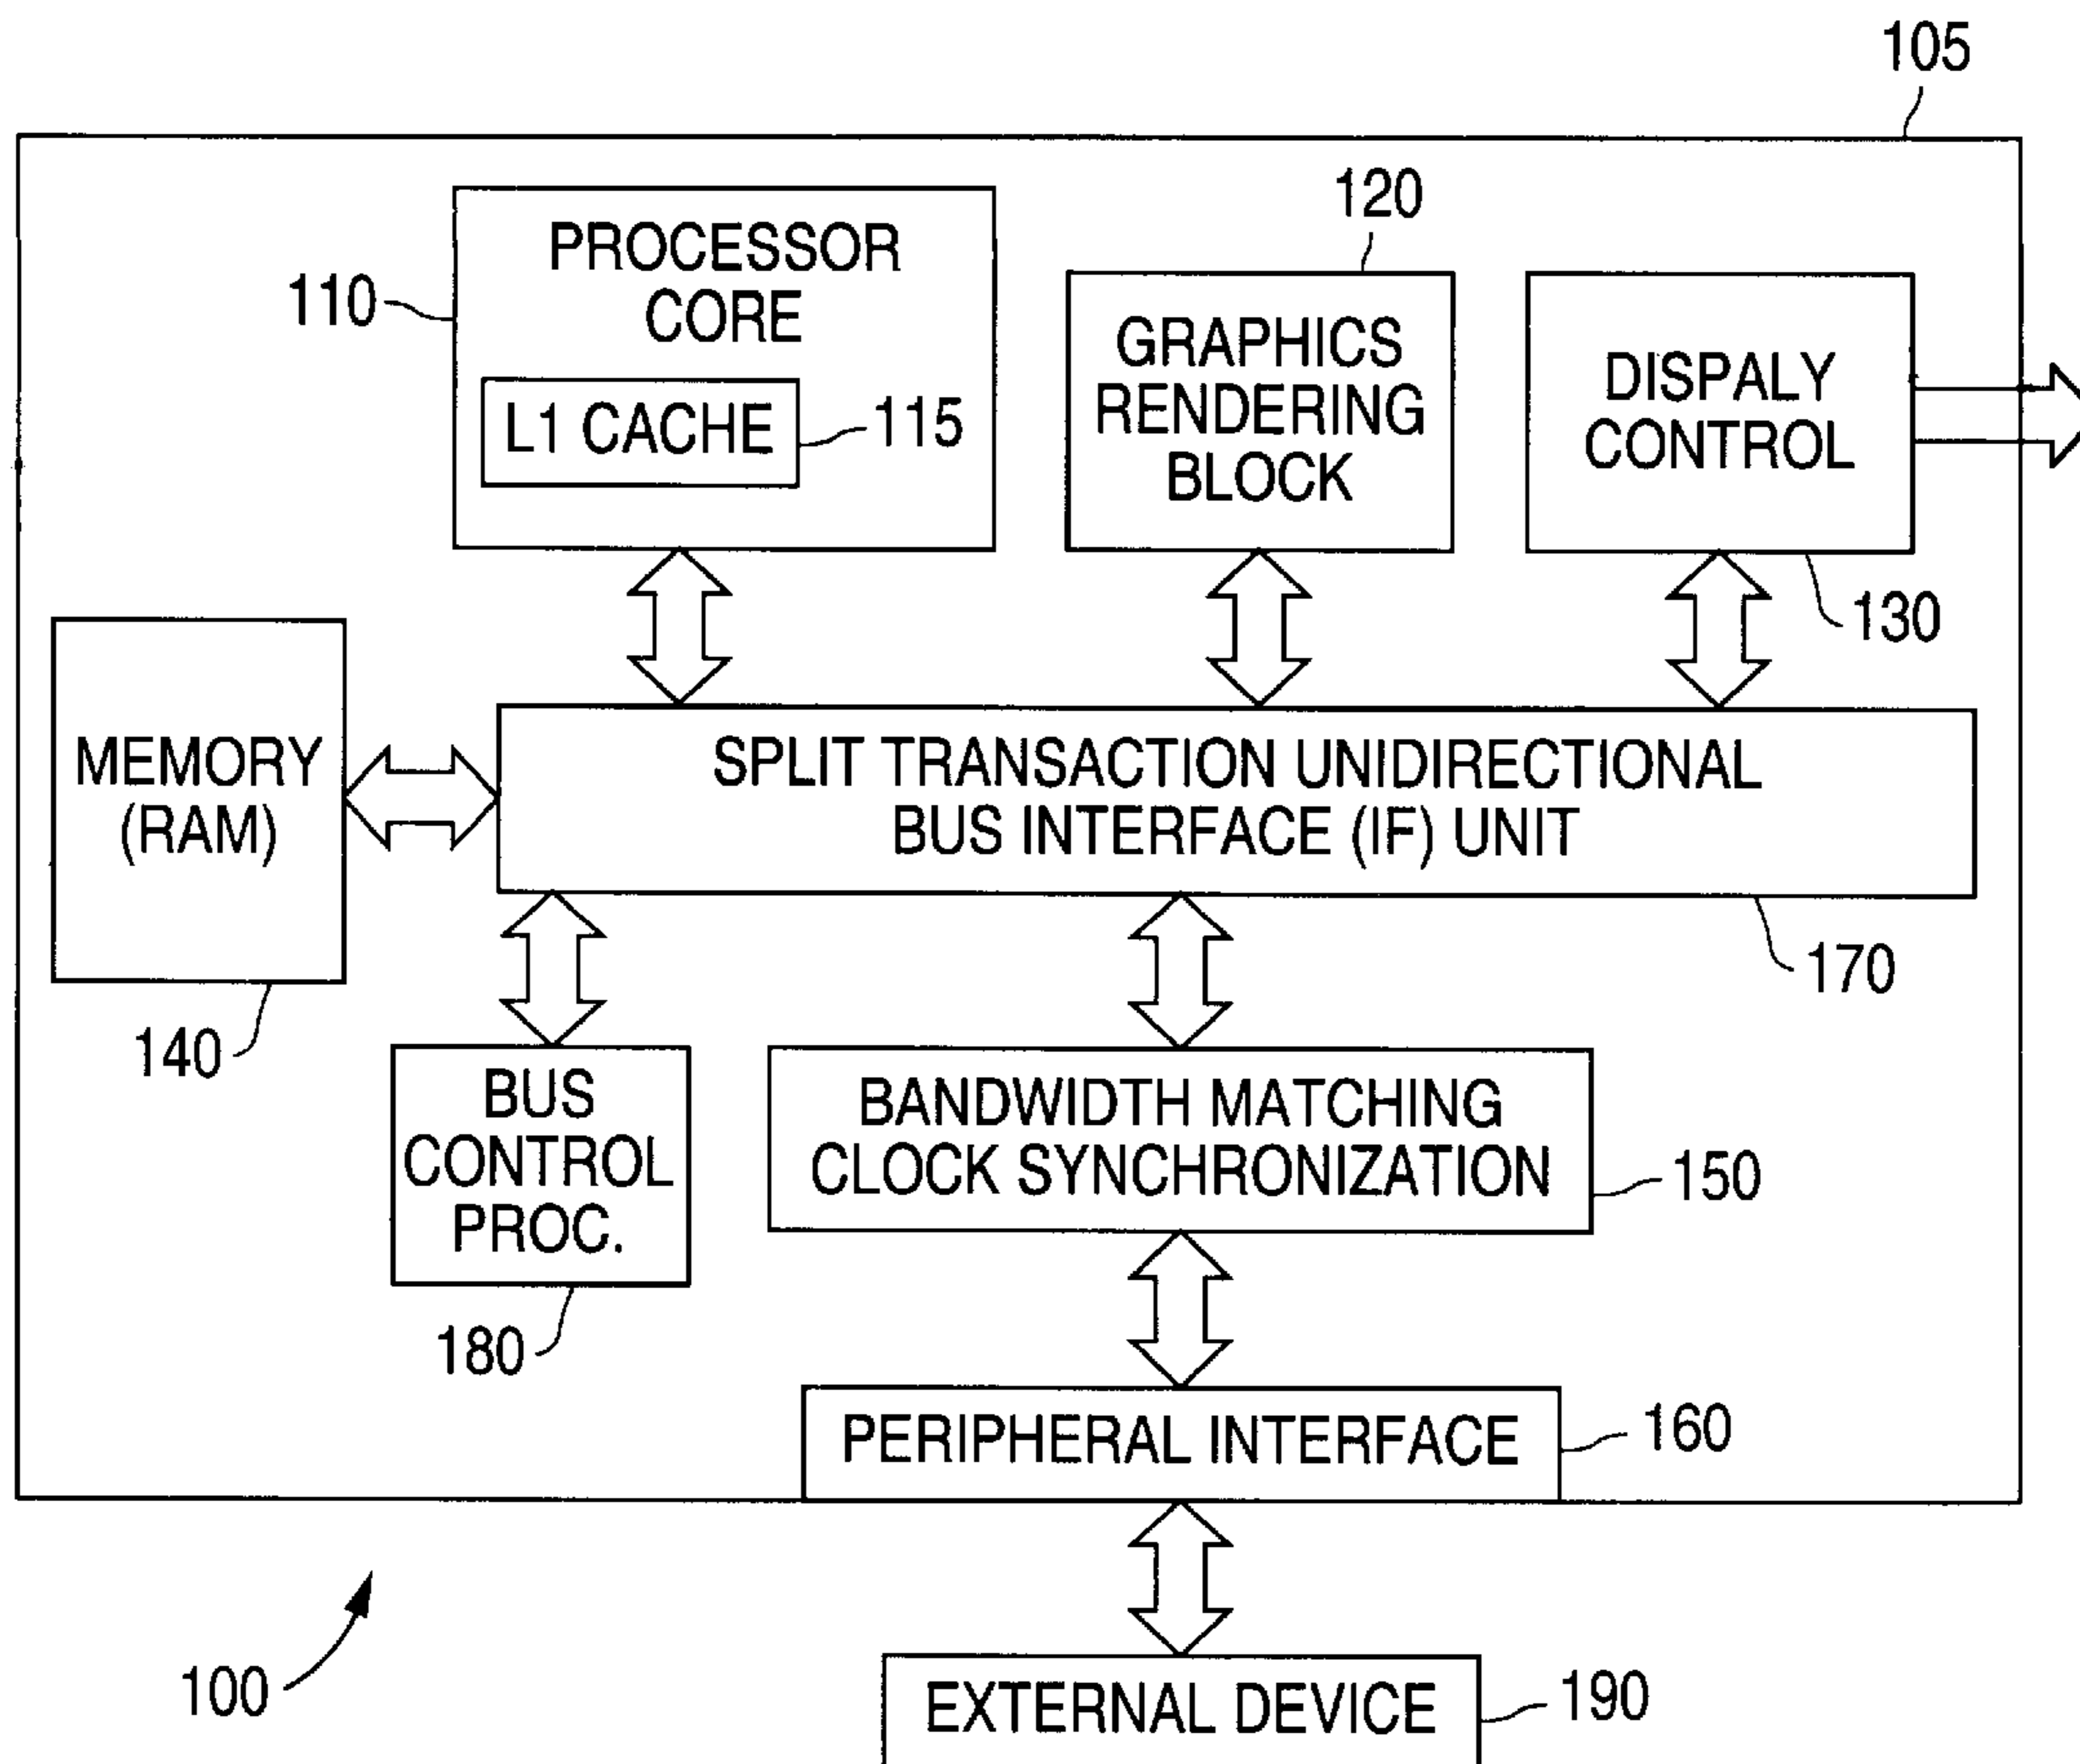 105
PROCESSOR
CORE
110
L1 CACHE
115
120
GRAPHICS
RENDERING
BLOCK
DISPALY
CONTROL
130
MEMORY
(RAM)
140
SPLIT TRANSACTION UNIDIRECTIONAL
BUS INTERFACE (IF) UNIT
170
BUS
CONTROL
PROC.
180
BANDWIDTH MATCHING
CLOCK SYNCHRONIZATION
150
PERIPHERAL INTERFACE
160
100
EXTERNAL DEVICE
190